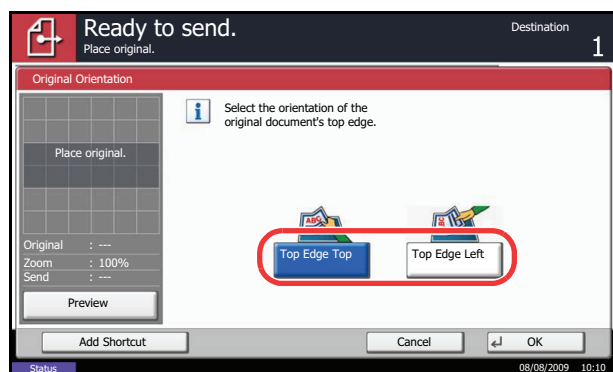 Ready to send.
Destination
Place original.
1
Original Orientation
Select the orientation of the
original document's top edge.
Place original.
ABC
ABC
Top Edge Top
Top Edge Left
Original : ---
Zoom : 100%
Send : ---
Preview
Add Shortcut
Cancel
OK
Status
08/08/2009 10:10